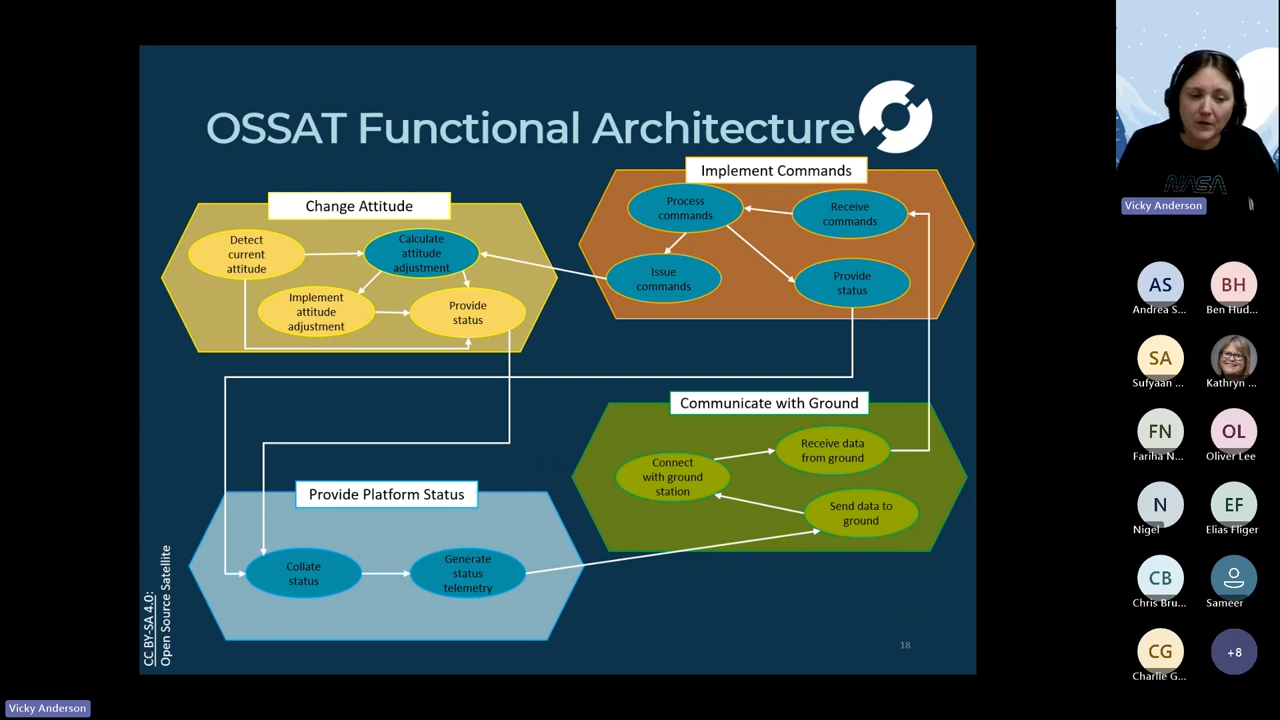 OSSAT Functional Architecture
Change Attitude
Detect
current
attitude
Calculate
attitude
adjustment
Implement
attitude
adjustment
Provide
status
Implement Commands
Process
commands
Receive
commands
Issue
commands
Provide
status
Communicate with Ground
Connect
with ground
station
Receive data
from ground
Send data to
ground
Provide Platform Status
Collate
status
Generate
status
telemetry
CC BY-SA 4.0:
Open Source Satellite
18
NASA
Vicky Anderson
AS
Andrea S...
BH
Ben Hud...
SA
Sufyaan ...
Kathryn ...
FN
Fariha N...
OL
Oliver Lee
N
Nigel
EF
Elias Fliger
CB
Chris Bru...
Sameer
CG
Charlie G...
+8
Vicky Anderson